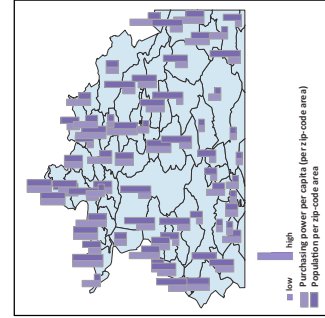 low
high
Purchasing power per capita (per zip-code area)
Population per zip-code area